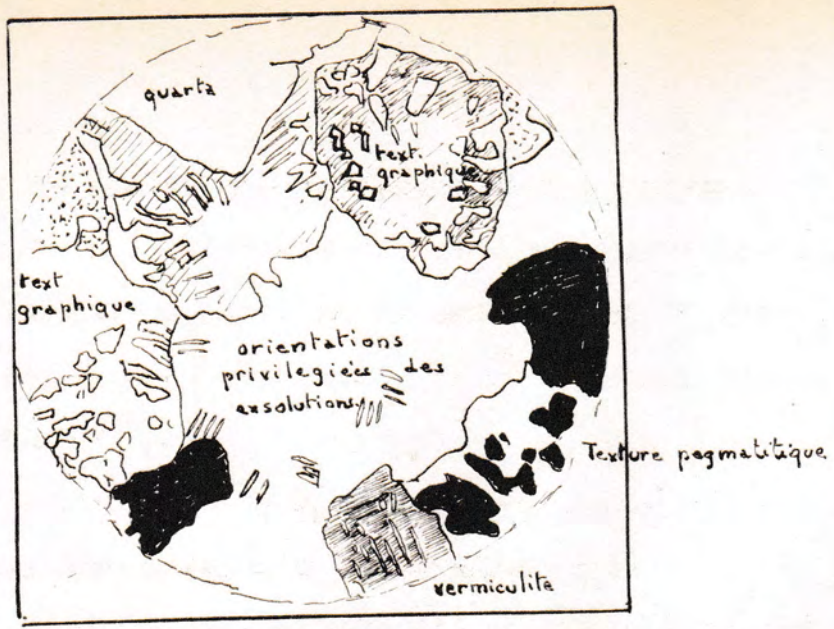 quartz
text.
graphique
text
graphique
orientations
privilegiées des
exsolutions
Texture pegmatitique
vermiculite